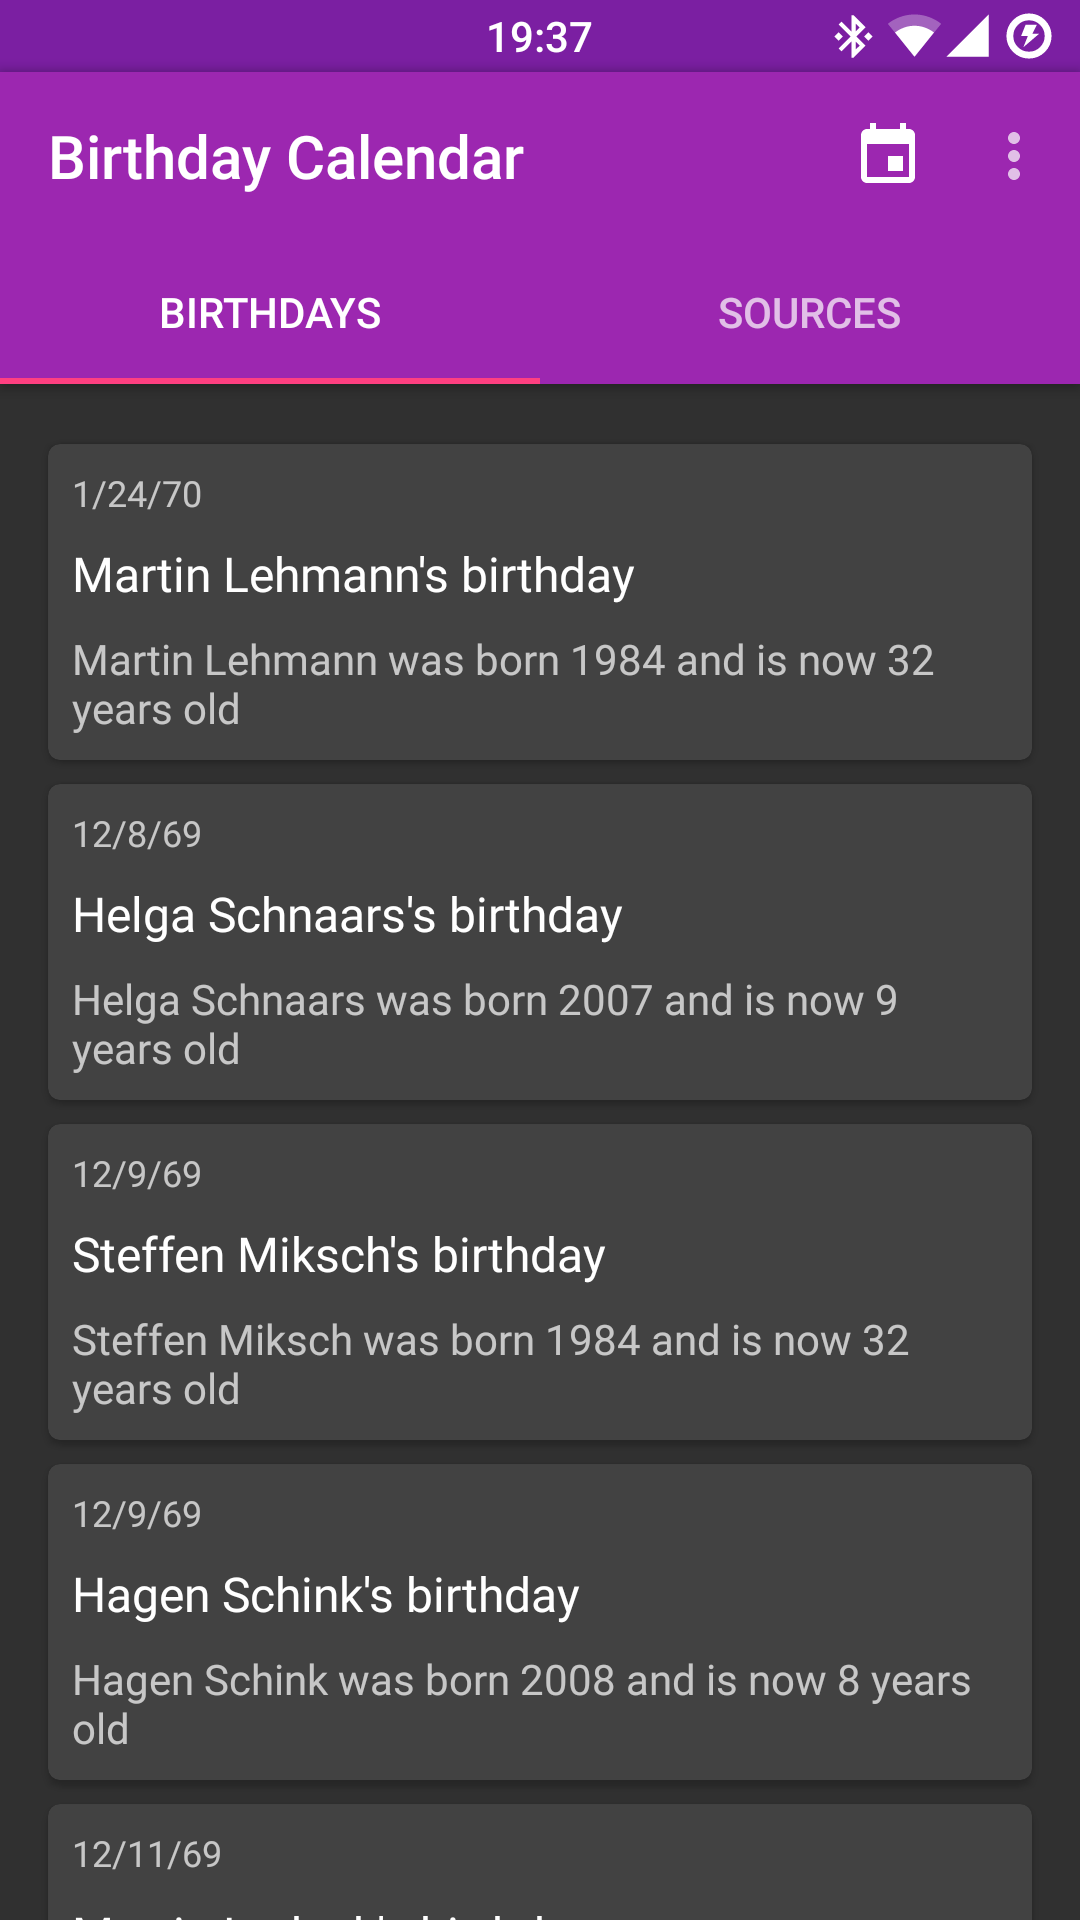 19:37
Birthday Calendar
BIRTHDAYS
SOURCES
1/24/70
Martin Lehmann's birthday
Martin Lehmann was born 1984 and is now 32
years old
12/8/69
Helga Schnaars's birthday
Helga Schnaars was born 2007 and is now 9
years old
12/9/69
Steffen Miksch's birthday
Steffen Miksch was born 1984 and is now 32
years old
12/9/69
Hagen Schink's birthday
Hagen Schink was born 2008 and is now 8 years
old
12/11/69